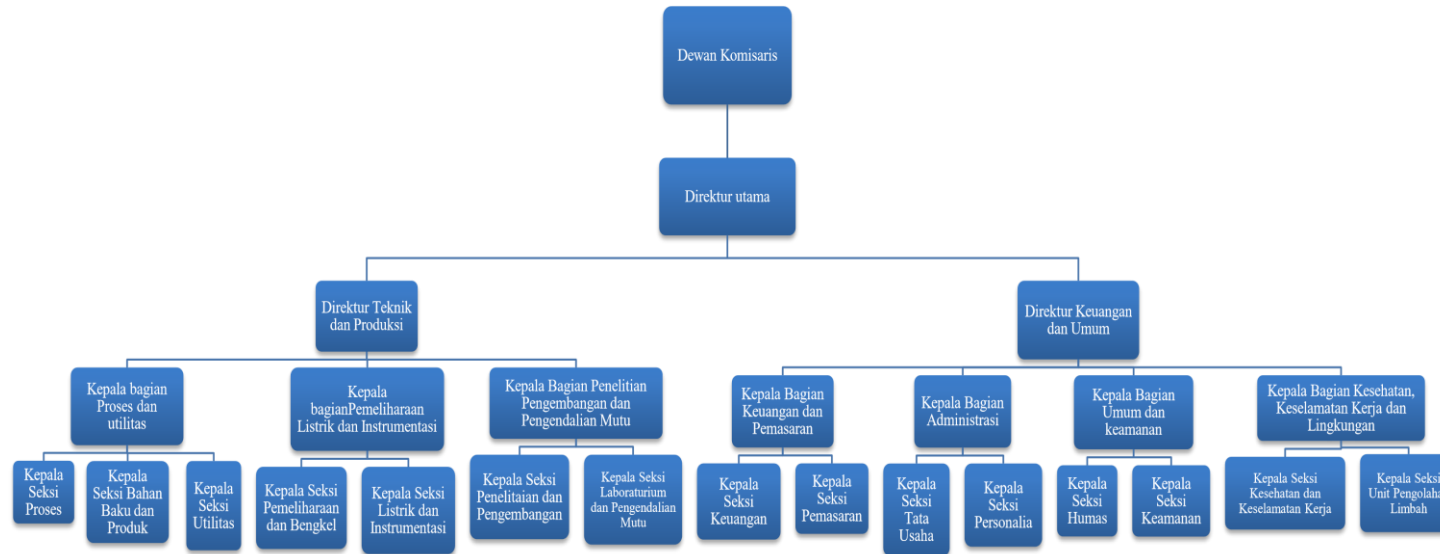 Dewan Komisaris
Direktur utama
Direktur Teknik
dan Produksi
Direktur Keuangan
dan Umum
Kepala bagian
Proses dan
utilitas
Kepala
bagianPemeliharaan
Listrik dan Instrumentasi
Kepala Bagian Penelitian
Pengembangan dan
Pengendalian Mutu
Kepala Bagian
Keuangan dan
Pemasaran
Kepala Bagian
Administrasi
Kepala Bagian
Umum dan
keamanan
Kepala Bagian Kesehatan,
Keselamatan Kerja dan
Lingkungan
Kepala
Seksi
Proses
Kepala
Seksi Bahan
Baku dan
Produk
Kepala
Seksi
Utilitas
Kepala Seksi
Pemeliharaan
dan Bengkel
Kepala Seksi
Listrik dan
Instrumentasi
Kepala Seksi
Penelitaian dan
Pengembangan
Kepala Seksi
Laboraturium
dan Pengendalian
Mutu
Kepala
Seksi
Keuangan
Kepala
Seksi
Pemasaran
Kepala
Seksi
Tata
Usaha
Kepala
Seksi
Personalia
Kepala
Seksi
Humas
Kepala
Seksi
Keamanan
Kepala Seksi
Kesehatan dan
Keselamatan Kerja
Kepala Seksi
Unit Pengolahan
Limbah